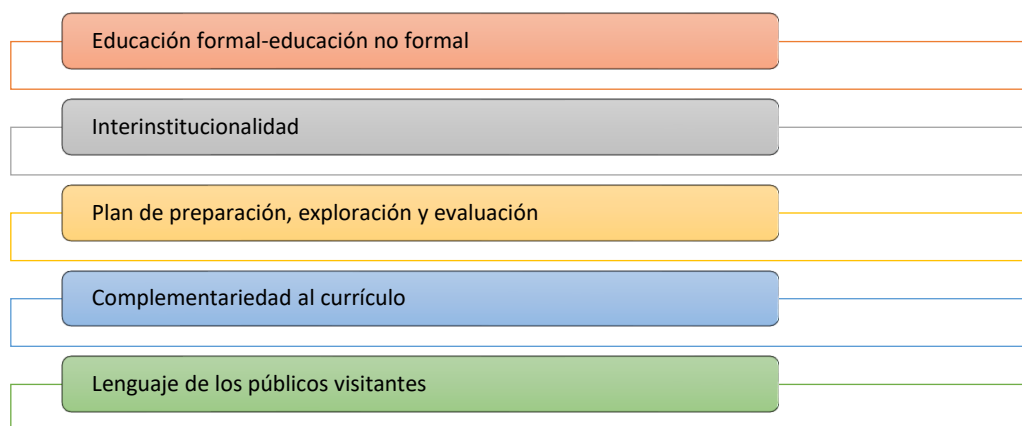 Educación formal-educación no formal
Interinstitucionalidad
Plan de preparación, exploración y evaluación
Complementariedad al currículo
Lenguaje de los públicos visitantes